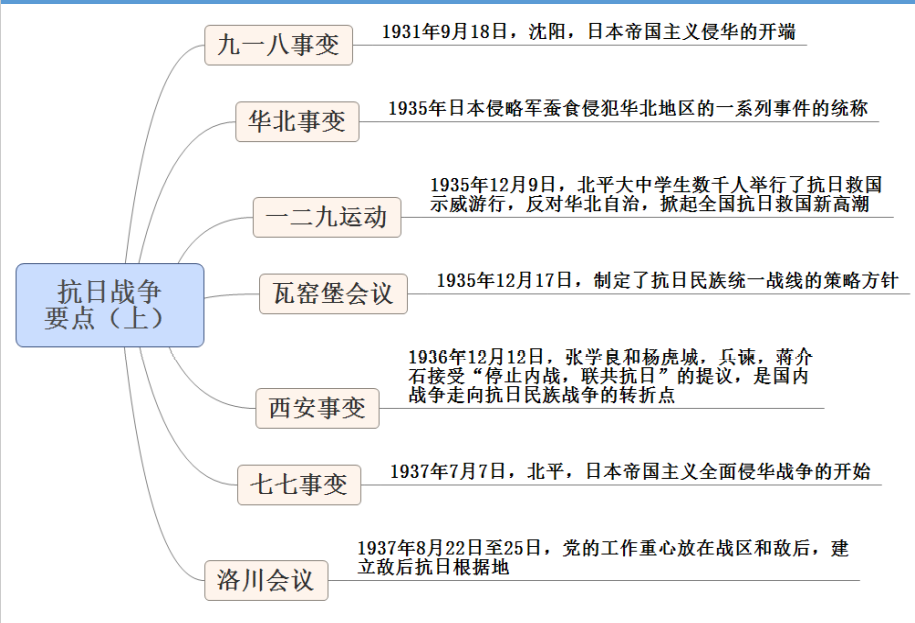 抗日战争
要点（上）
九一八事变
1931年9月18日，沈阳，日本帝国主义侵华的开端
华北事变
1935年日本侵略军蚕食侵犯华北地区的一系列事件的统称
一二九运动
1935年12月9日，北平大中学生数千人举行了抗日救国
示威游行，反对华北自治，掀起全国抗日救国新高潮
瓦窑堡会议
1935年12月17日，制定了抗日民族统一战线的策略方针
西安事变
1936年12月12日，张学良和杨虎城，兵谏，蒋介
石接受“停止内战，联共抗日”的提议，是国内
战争走向抗日民族战争的转折点
七七事变
1937年7月7日，北平，日本帝国主义全面侵华战争的开始
洛川会议
1937年8月22日至25日，党的工作重心放在战区和敌后，建
立敌后抗日根据地